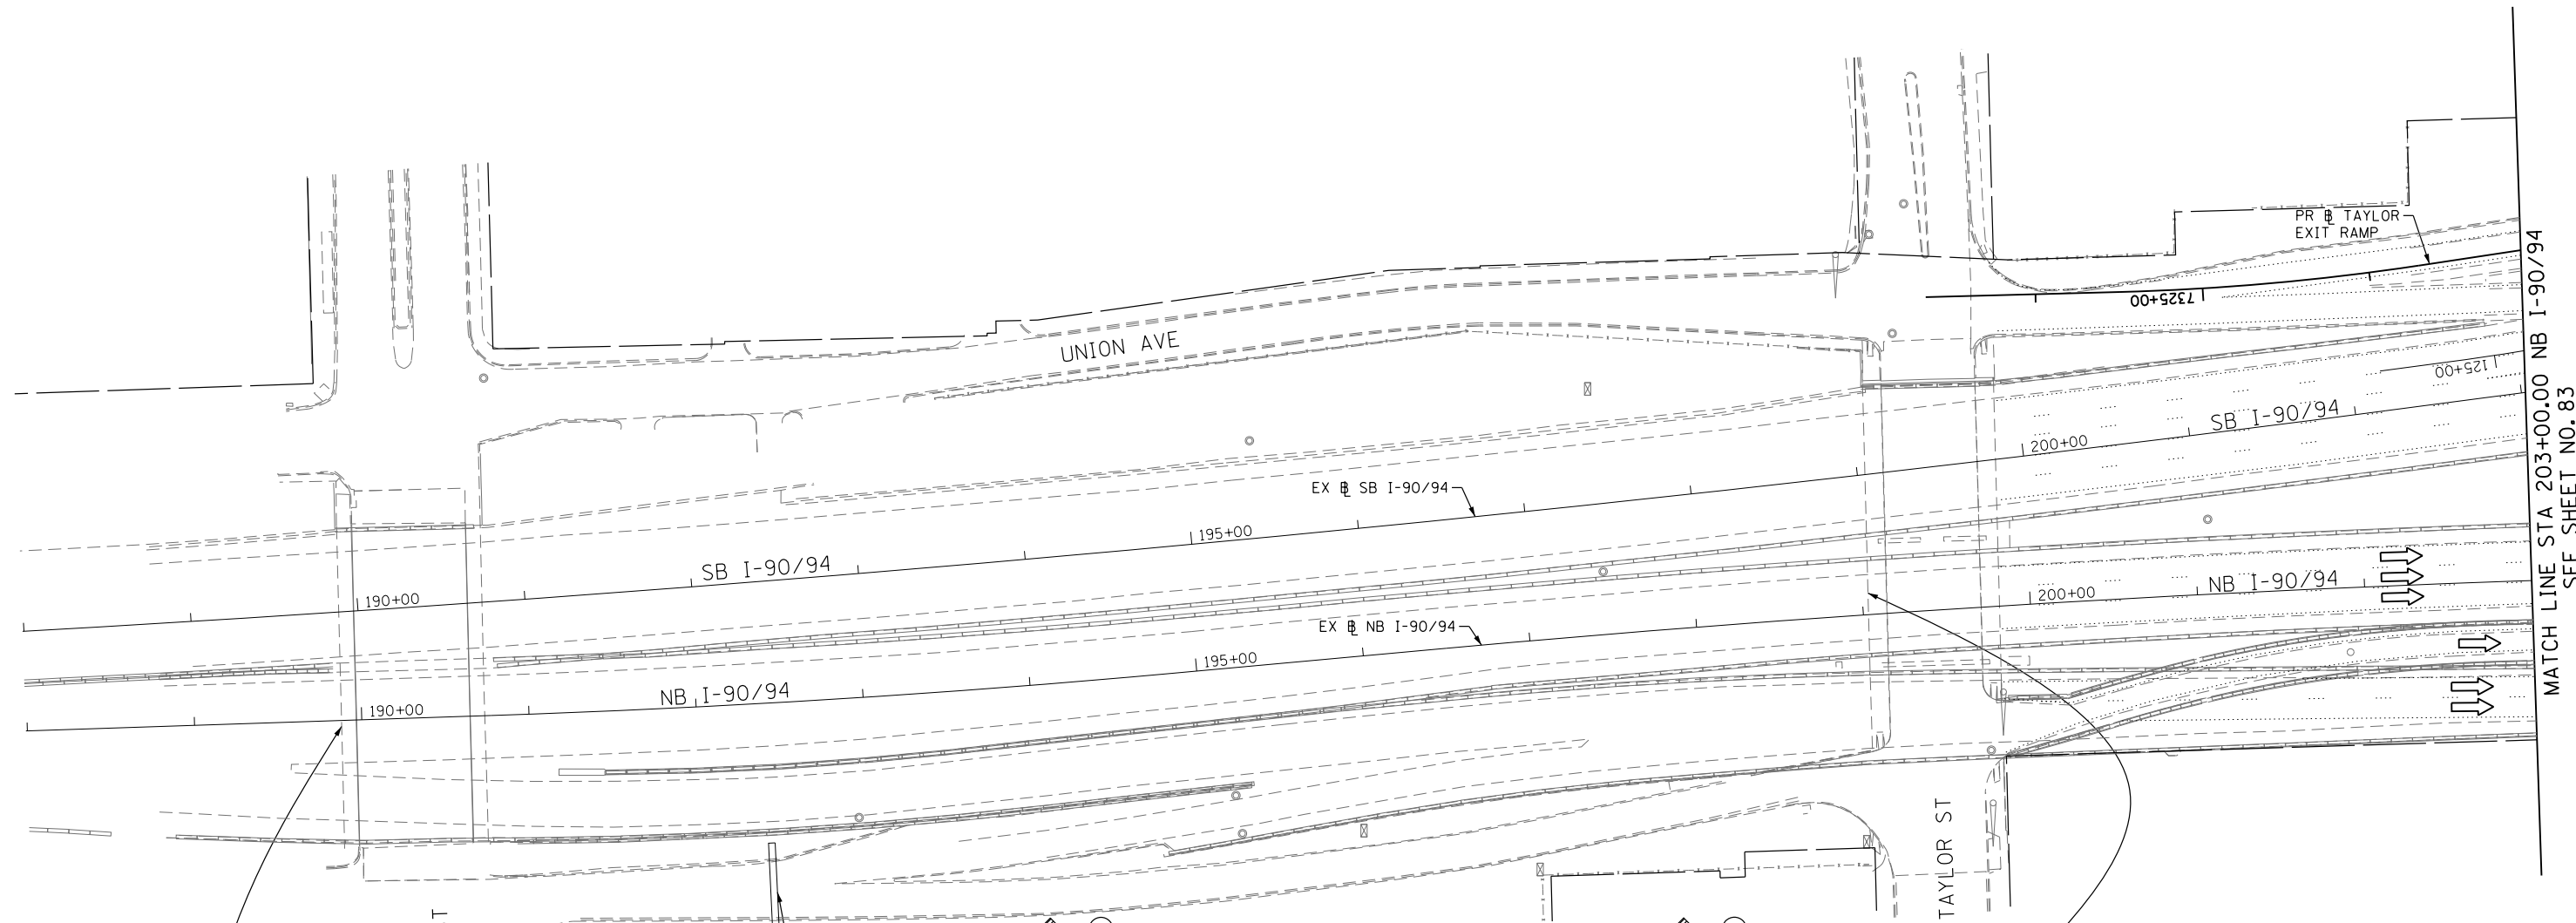 PR ⅊ TAYLOR
EXIT RAMP
7325+00
UNION AVE
125+00
SB I-90/94
200+00
EX ⅊ SB I-90/94
195+00
SB I-90/94
190+00
NB I-90/94
200+00
EX ⅊ NB I-90/94
195+00
NB I-90/94
190+00
TAYLOR ST
MATCH LINE STA 203+00.00 NB I-90/94
SEE SHEET NO. 83